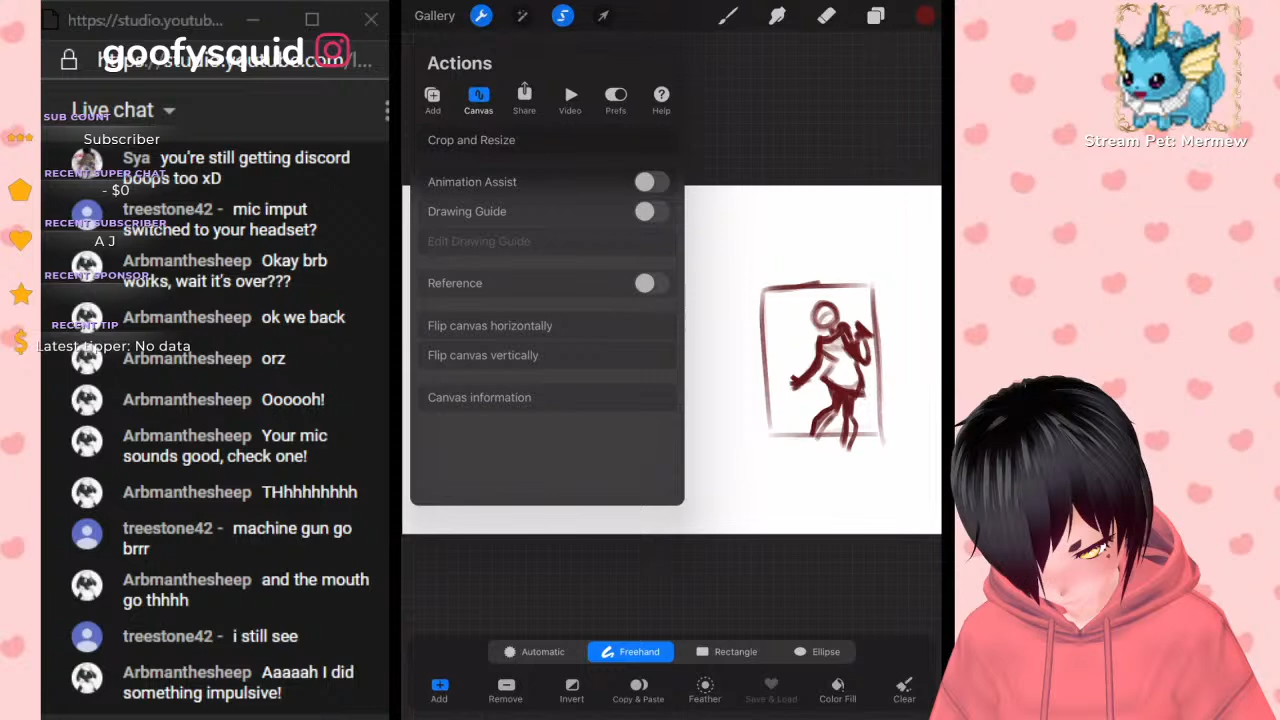 https://studio.youtub...
goofysquid
https://studio.youtube.com/l...
Live chat
SUB COUNT
Subscriber
Sya you're still getting discord
boops too xD
RECENT SUPER CHAT
- $0
treestone42 - mic imput
switched to your headset?
RECENT SUBSCRIBER
A J
Arbmanthesheep Okay brb
works, wait it's over???
RECENT SPONSOR
Arbmanthesheep ok we back
RECENT TIP
Latest tipper: No data
Arbmanthesheep orz
Arbmanthesheep Oooooh!
Arbmanthesheep Your mic
sounds good, check one!
Arbmanthesheep THhhhhhhhh
treestone42 - machine gun go
brrr
Arbmanthesheep and the mouth
go thhhh
treestone42 - i still see
Arbmanthesheep Aaaaah I did
something impulsive!
Gallery
Actions
Add Canvas Share Video Prefs Help
Crop and Resize
Animation Assist
Drawing Guide
Edit Drawing Guide
Reference
Flip canvas horizontally
Flip canvas vertically
Canvas information
Automatic Freehand Rectangle Ellipse
Add Remove Invert Copy & Paste Feather Save & Load Color Fill Clear
Stream Pet: Mermew